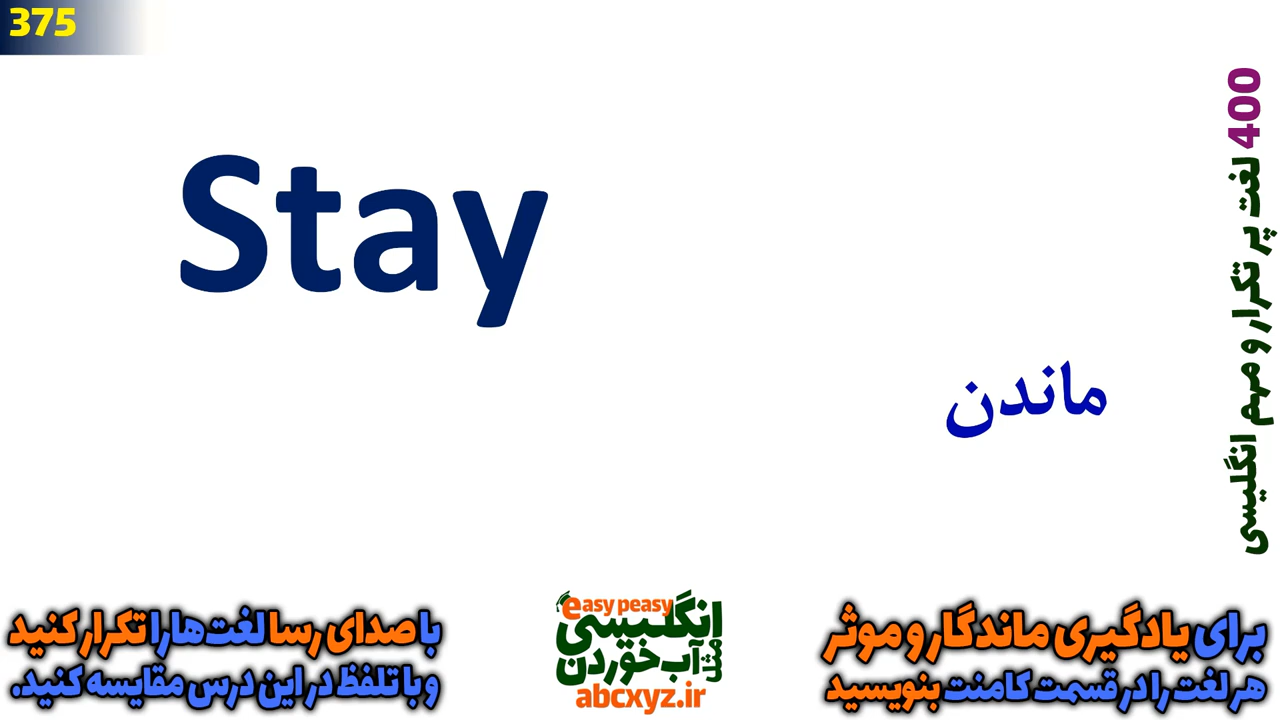 375
Stay
ماندن
400 لغت پر تکرار و مهم انگلیسی
برای یادگیری ماندگار و موثر
هر لغت را در قسمت کامنت بنویسید
easy peasy
انگلیسی
مثل آب خوردن
abcxyz.ir
با صدای رسا لغت‌ها را تکرار کنید
و با تلفظ در این درس مقایسه کنید.